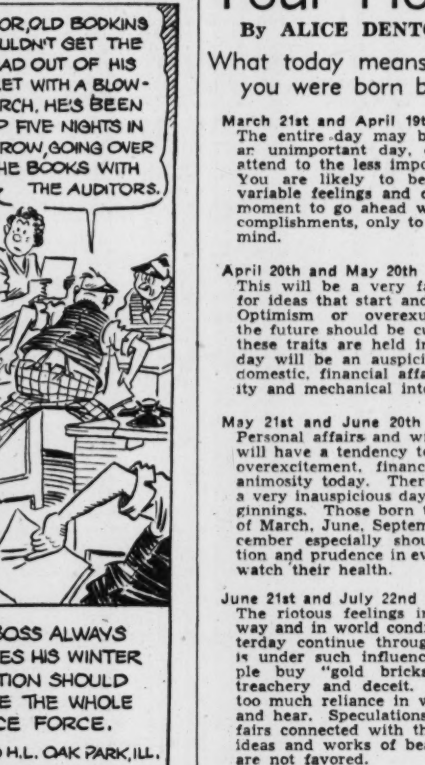 OR, OLD BODKINS
ULDN'T GET THE
AD OUT OF HIS
ET WITH A BLOW-
RCH. HE'S BEEN
P FIVE NIGHTS IN
ROW, GOING OVER
HE BOOKS WITH
THE AUDITORS.
OSS ALWAYS
ES HIS WINTER
TION SHOULD
E THE WHOLE
CE FORCE.
H.L. OAK PARK, ILL.
By ALICE DENT
What today means
you were born b
March 21st and April 19t
The entire day may b
an unimportant day,
attend to the less impo
You are likely to be
variable feelings and
moment to go ahead w
complishments, only to
mind.
April 20th and May 20th
This will be a very fa
for ideas that start and
Optimism or overexu
the future should be cu
these traits are held in
day will be an auspici
domestic, financial affa
ity and mechanical int
May 21st and June 20th
Personal affairs and w
will have a tendency to
overexcitement, financ
animosity today. Ther
a very inauspicious day
ginnings. Those born t
of March, June, Septem
cember especially shou
tion and prudence in ev
watch their health.
June 21st and July 22nd
The riotous feelings in
way and in world condi
terday continue throug
is under such influenc
ple buy "gold bricks
treachery and deceit.
too much reliance in w
and hear. Speculations
fairs connected with th
ideas and works of bea
are not favored.